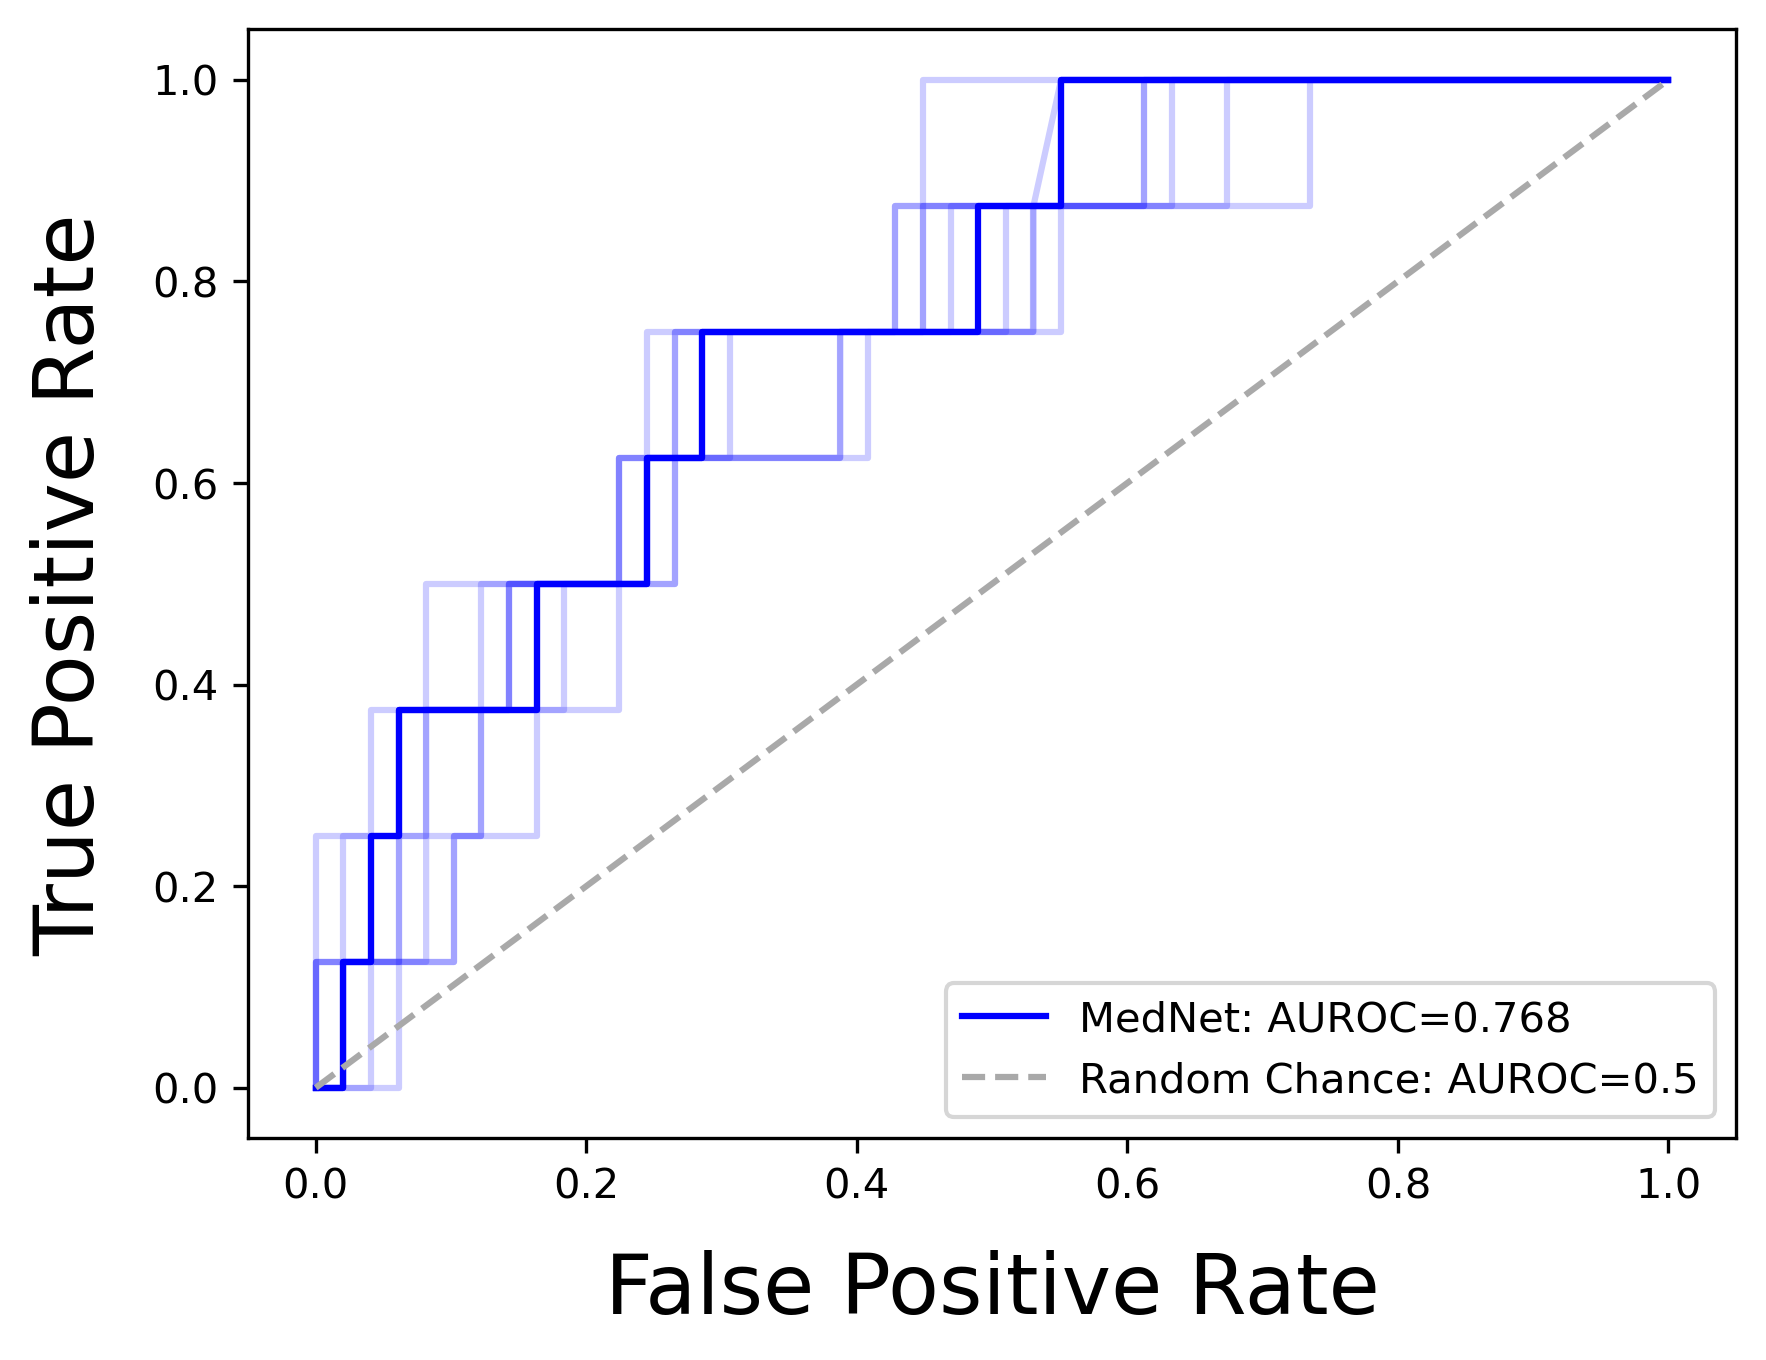 True Positive Rate
1.0
0.8
0.6
0.4
0.2
0.0
MedNet: AUROC=0.768
Random Chance: AUROC=0.5
0.0 0.2 0.4 0.6 0.8 1.0
False Positive Rate